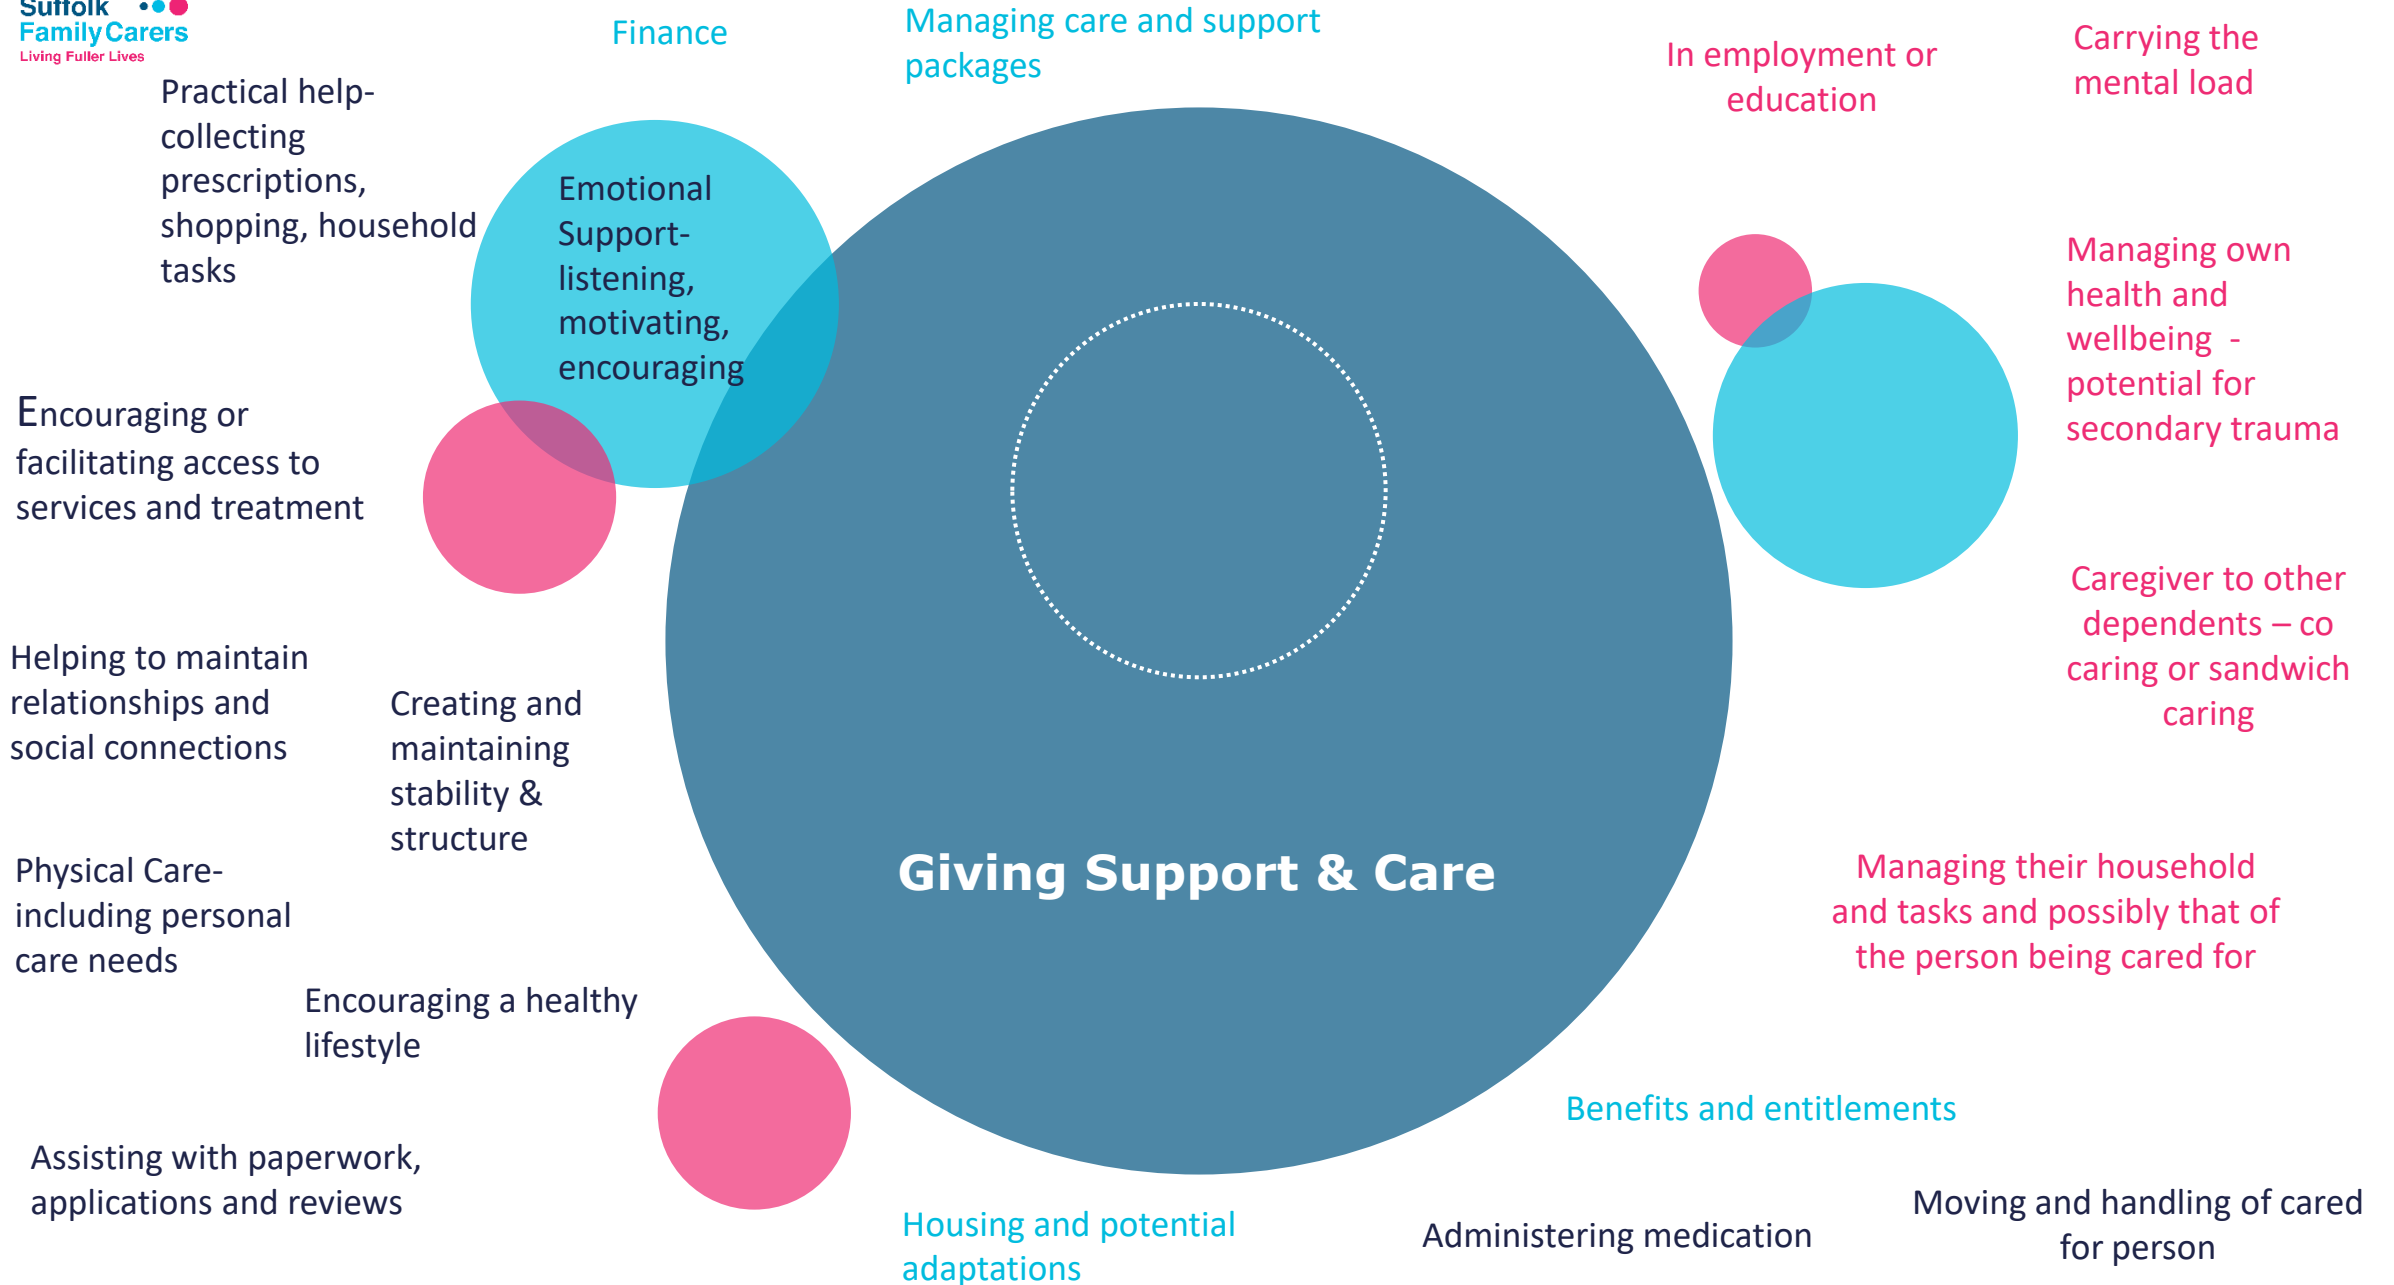 Suffolk
Family Carers
Living Fuller Lives
Finance
Managing care and support
packages
In employment or
education
Carrying the
mental load
Practical help-
collecting
prescriptions,
shopping, household
tasks
Emotional
Support-
listening,
motivating,
encouraging
Managing own
health and
wellbeing  -
potential for
secondary trauma
Encouraging or
facilitating access to
services and treatment
Caregiver to other
dependents – co
caring or sandwich
caring
Helping to maintain
relationships and
social connections
Creating and
maintaining
stability &
structure
Giving Support & Care
Managing their household
and tasks and possibly that of
the person being cared for
Physical Care-
including personal
care needs
Encouraging a healthy
lifestyle
Benefits and entitlements
Assisting with paperwork,
applications and reviews
Housing and potential
adaptations
Administering medication
Moving and handling of cared
for person